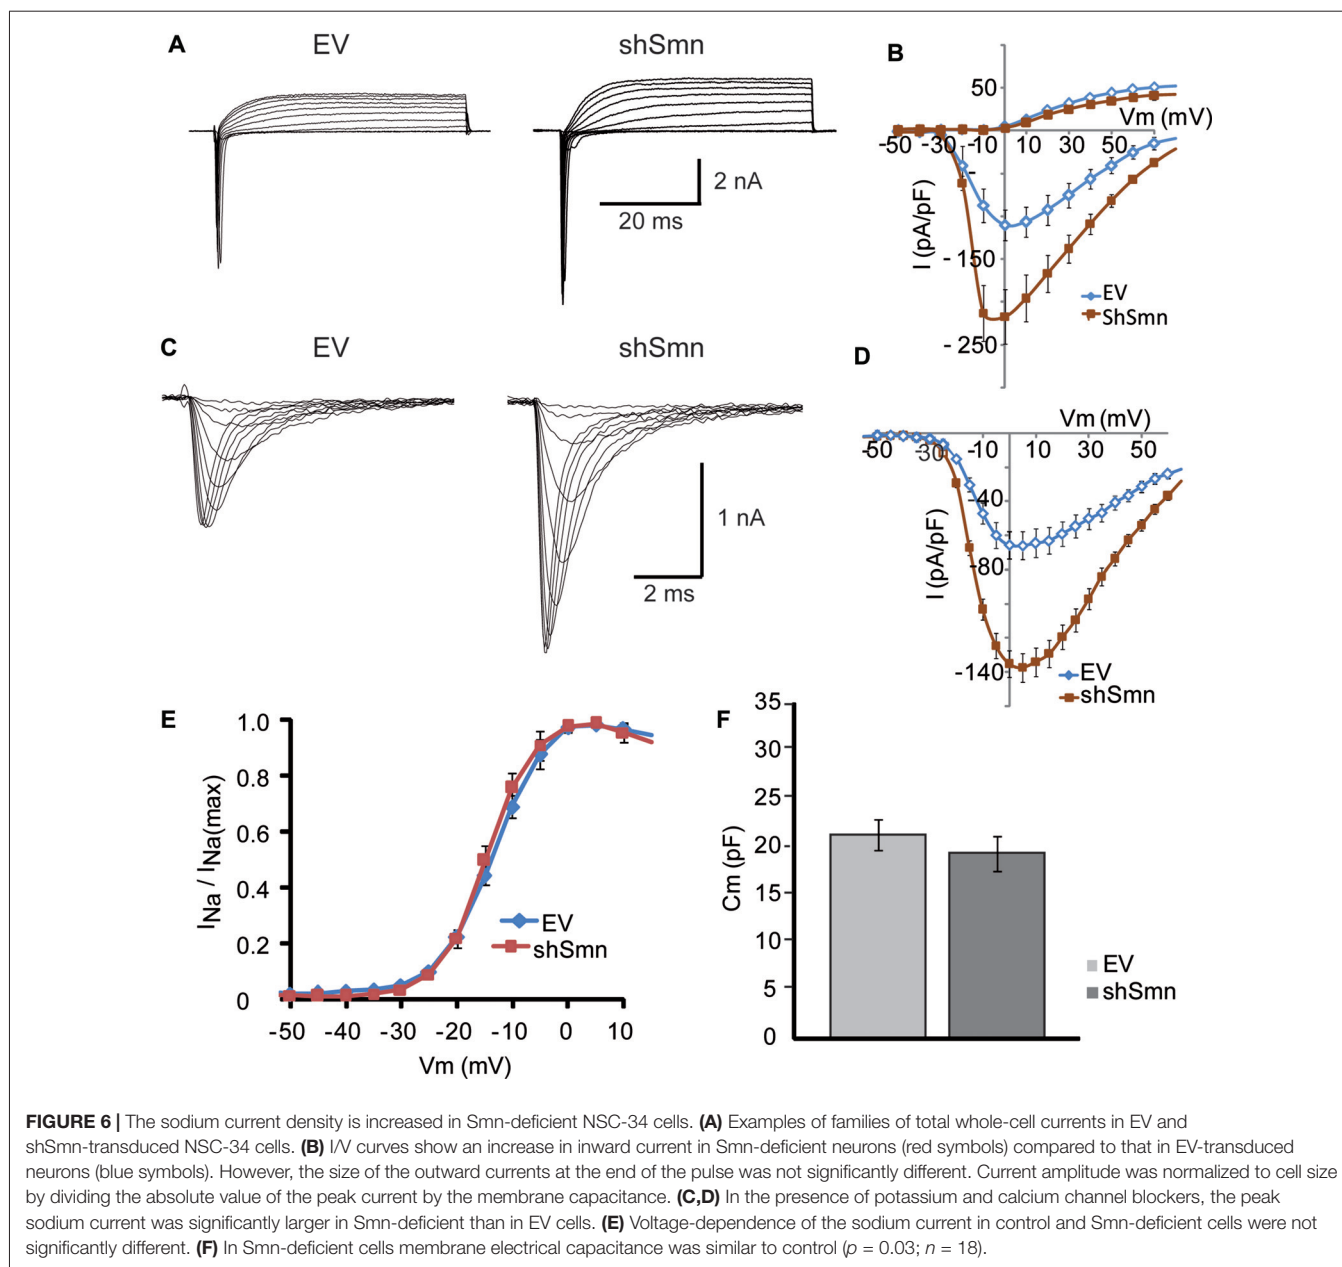 A EV shSmn
2 nA
20 ms
B
50
Vm (mV)
-50 -30 -10 10 30 50
-
I (pA/pF)
- 150
- 250
EV
ShSmn
C EV shSmn
1 nA
2 ms
D
Vm (mV)
-50 -30 -10 10 30 50
-40
-80
-140
I (pA/pF)
EV
shSmn
E
1.0
0.8
0.6
0.4
0.2
0
INa / INa(max)
EV
shSmn
-50 -40 -30 -20 -10 0 10
Vm (mV)
F
35
30
25
20
15
10
5
0
Cm (pF)
EV
shSmn
FIGURE 6 | The sodium current density is increased in Smn-deficient NSC-34 cells. (A) Examples of families of total whole-cell currents in EV and
shSmn-transduced NSC-34 cells. (B) I/V curves show an increase in inward current in Smn-deficient neurons (red symbols) compared to that in EV-transduced
neurons (blue symbols). However, the size of the outward currents at the end of the pulse was not significantly different. Current amplitude was normalized to cell size
by dividing the absolute value of the peak current by the membrane capacitance. (C,D) In the presence of potassium and calcium channel blockers, the peak
sodium current was significantly larger in Smn-deficient than in EV cells. (E) Voltage-dependence of the sodium current in control and Smn-deficient cells were not
significantly different. (F) In Smn-deficient cells membrane electrical capacitance was similar to control (p = 0.03; n = 18).